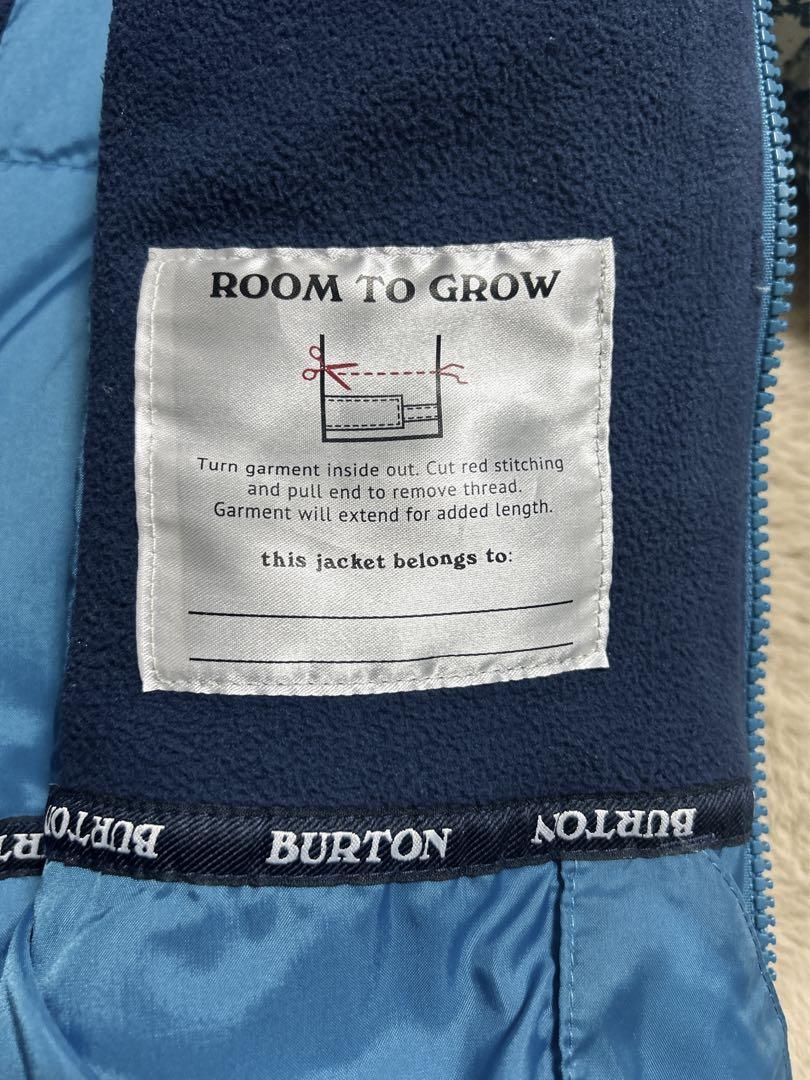 ROOM TO GROW
Turn garment inside out. Cut red stitching
and pull end to remove thread.
Garment will extend for added length.
this jacket belongs to:
BURTON BURTON BURTON